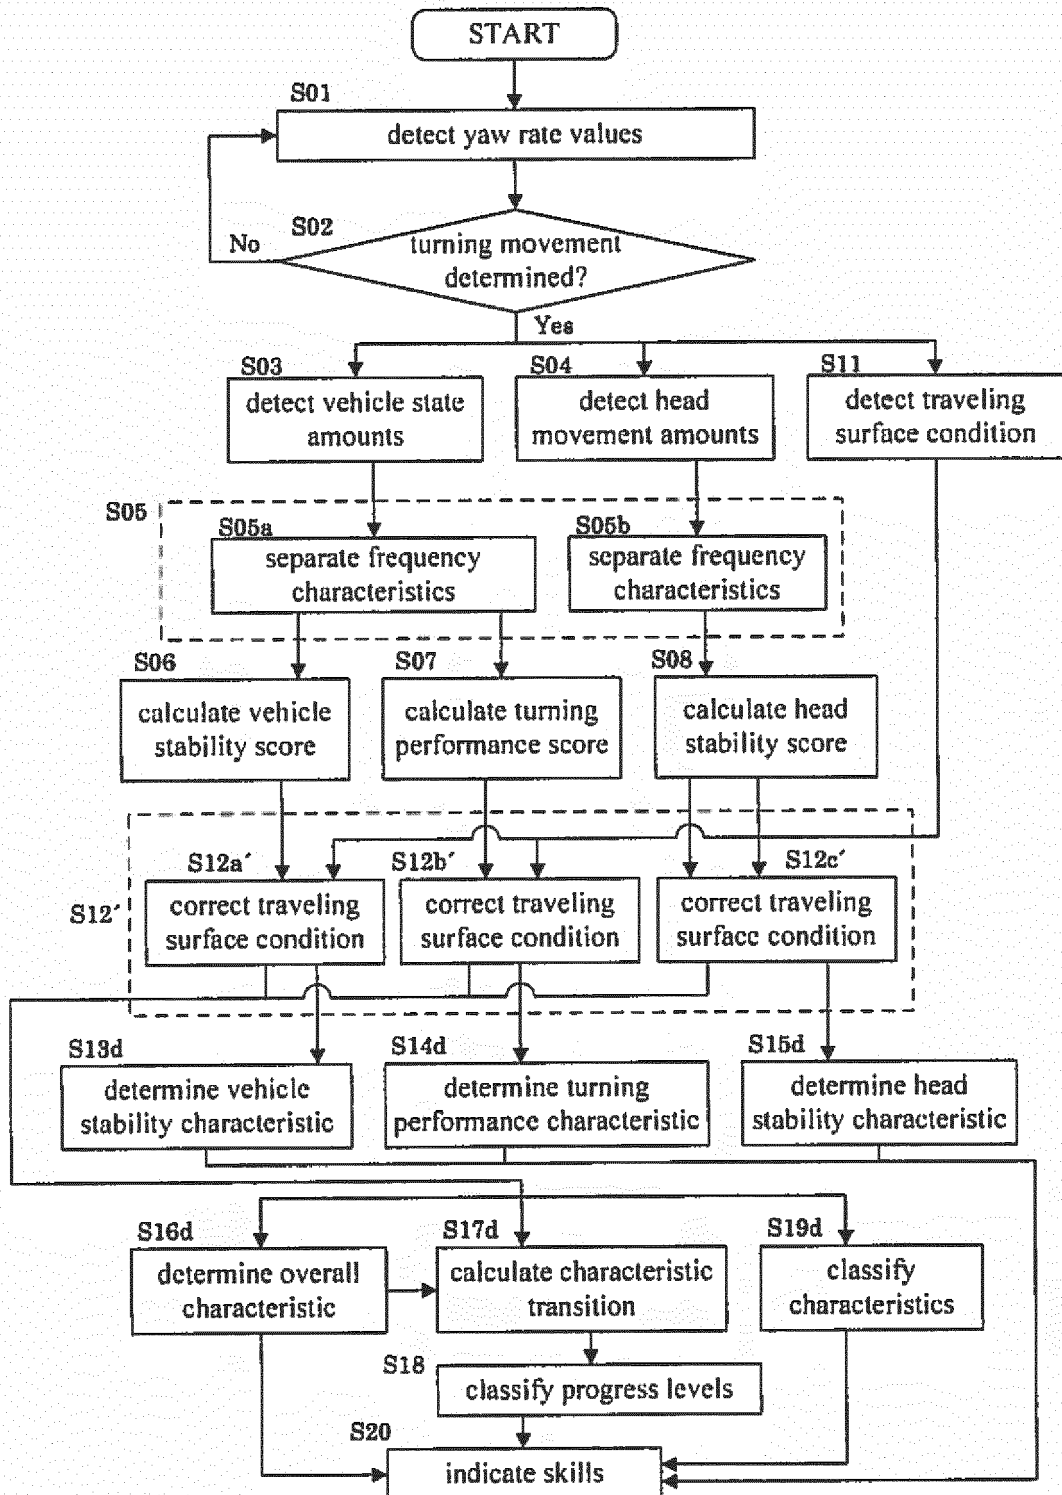 START
S01
detect yaw rate values
S02
No
turning movement
determined?
Yes
S03
S04
S11
detect vehicle state
amounts
detect head
movement amounts
detect traveling
surface condition
S05
S05a
S05b
separate frequency
characteristics
separate frequency
characteristics
S06
S07
S08
calculate vehicle
stability score
calculate turning
performance score
calculate head
stability score
S12′
S12a′
S12b′
S12c′
correct traveling
surface condition
correct traveling
surface condition
correct traveling
surface condition
S13d
S14d
S15d
determine vehicle
stability characteristic
determine turning
performance characteristic
determine head
stability characteristic
S16d
S17d
S19d
determine overall
characteristic
calculate characteristic
transition
classify
characteristics
S18
classify progress levels
S20
indicate skills